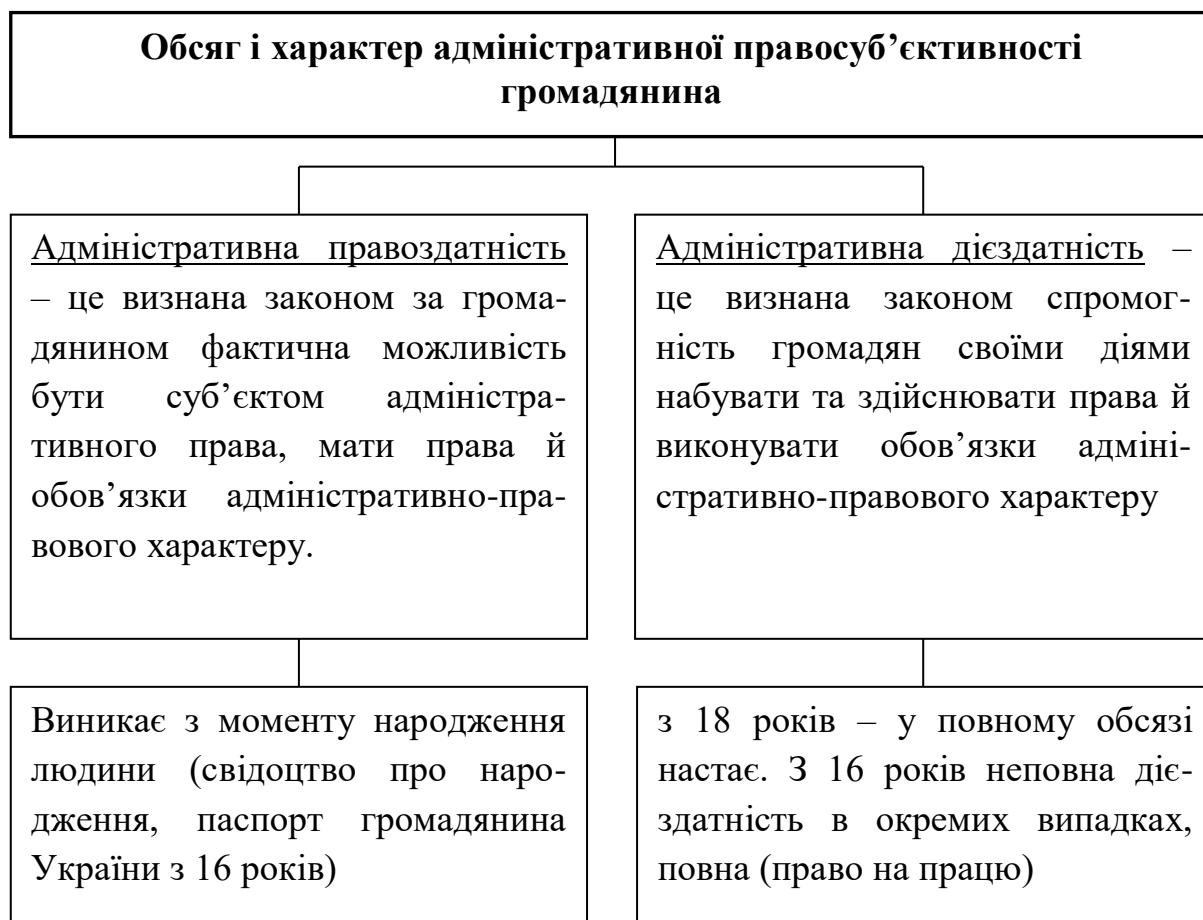 Обсяг і характер адміністративної правосуб’єктивності
громадянина
Адміністративна правоздатність
– це визнана законом за грома-
дянином фактична можливість
бути суб’єктом адміністра-
тивного права, мати права й
обов’язки адміністративно-пра-
вового характеру.
Адміністративна дієздатність –
це визнана законом спромог-
ність громадян своїми діями
набувати та здійснювати права й
виконувати обов’язки адміні-
стративно-правового характеру
Виникає з моменту народження
людини (свідоцтво про наро-
дження, паспорт громадянина
України з 16 років)
з 18 років – у повному обсязі
настає. З 16 років неповна діє-
здатність в окремих випадках,
повна (право на працю)